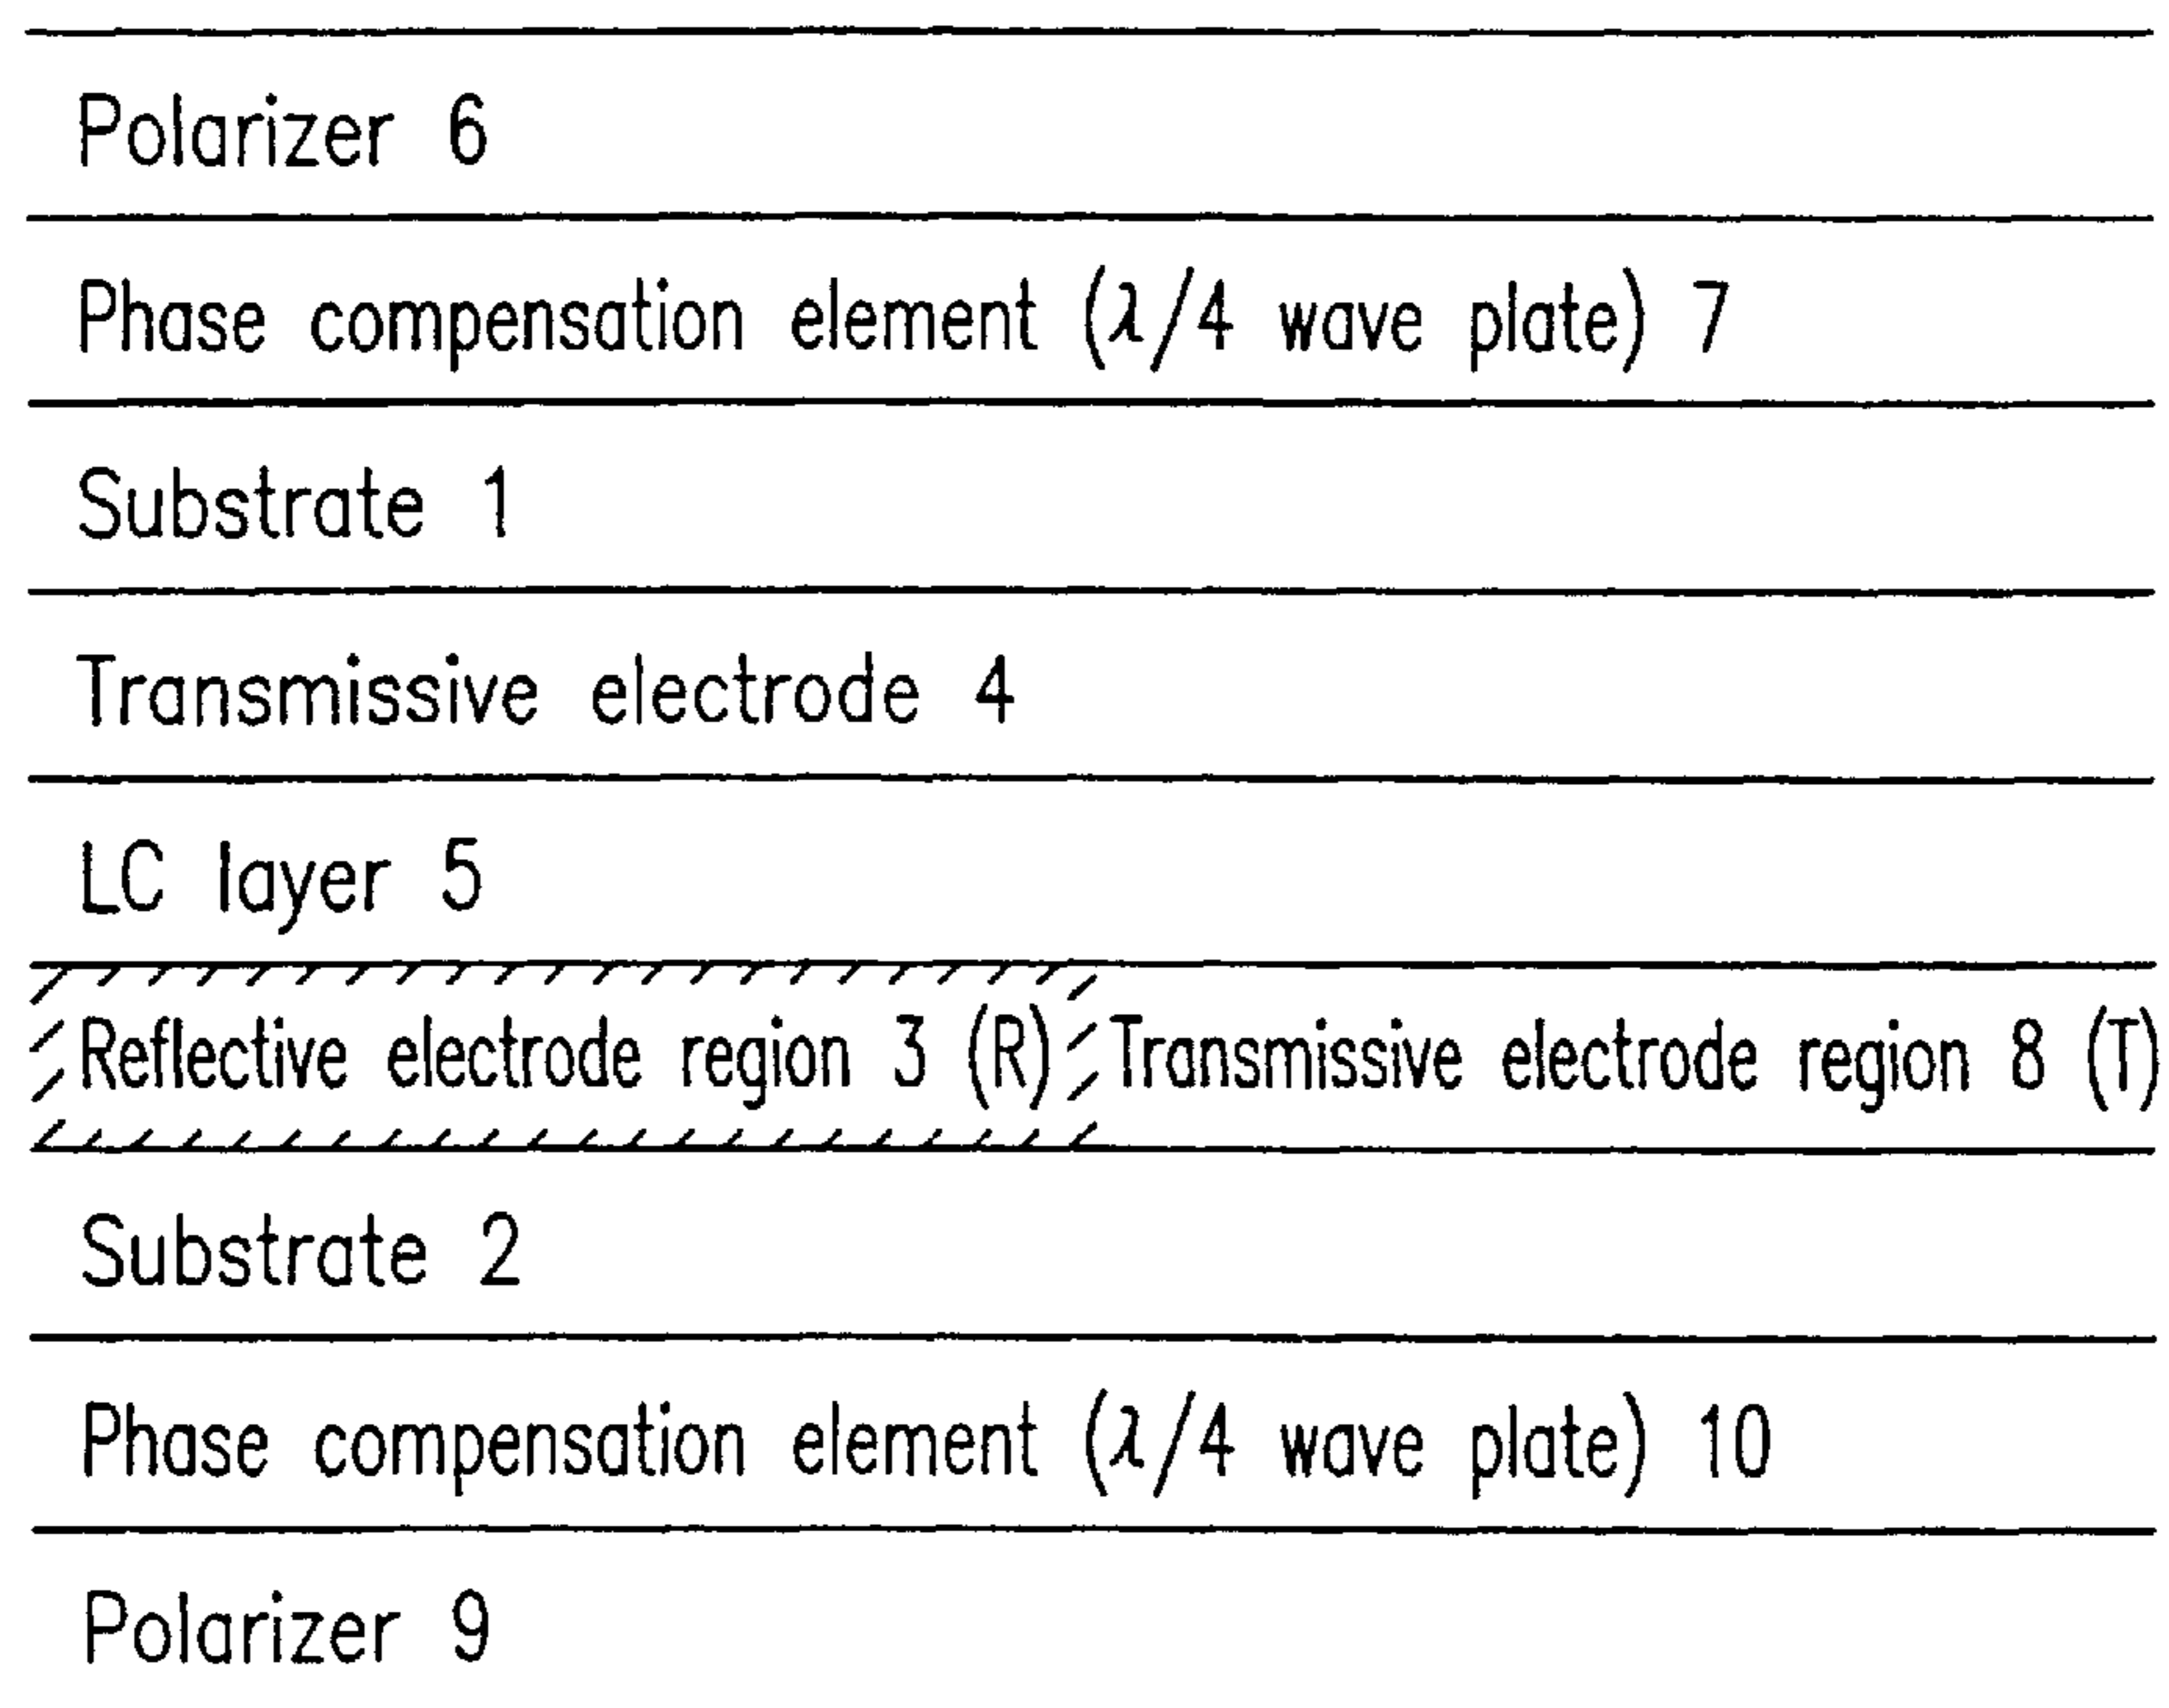 Polarizer 6
Phase compensation element (λ/4 wave plate) 7
Substrate 1
Transmissive electrode 4
LC layer 5
Reflective electrode region 3 (R) Transmissive electrode region 8 (T)
Substrate 2
Phase compensation element (λ/4 wave plate) 10
Polarizer 9